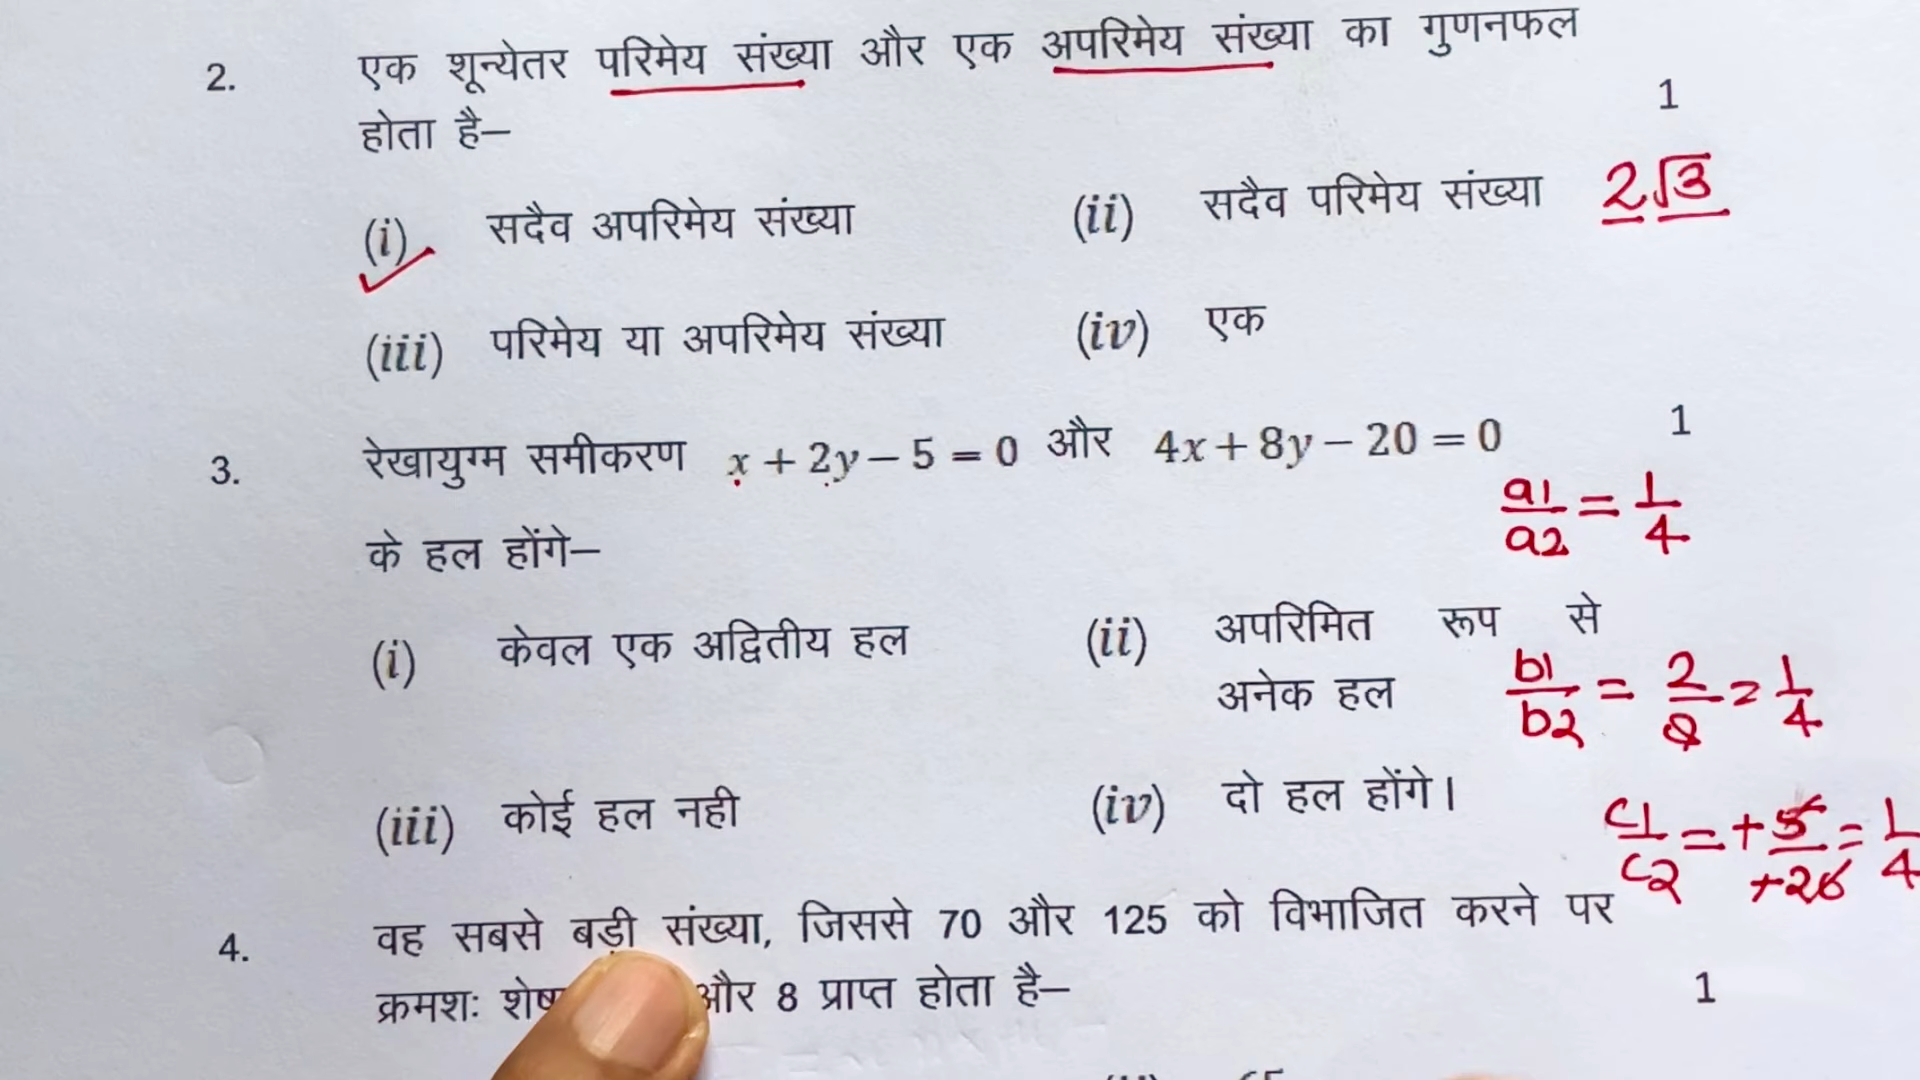 2. एक शून्येतर परिमेय संख्या और एक अपरिमेय संख्या का गुणनफल
होता है– 1
(i) सदैव अपरिमेय संख्या (ii) सदैव परिमेय संख्या 2√3
(iii) परिमेय या अपरिमेय संख्या (iv) एक
3. रेखायुग्म समीकरण x + 2y – 5 = 0 और 4x + 8y – 20 = 0 1
के हल होंगे– a1/a2 = 1/4
(i) केवल एक अद्वितीय हल (ii) अपरिमित रूप से
अनेक हल b1/b2 = 2/8 = 1/4
(iii) कोई हल नही (iv) दो हल होंगे।
c1/c2 = +5/+20 = 1/4
4. वह सबसे बड़ी संख्या, जिससे 70 और 125 को विभाजित करने पर
क्रमशः और 8 प्राप्त होता है– 1